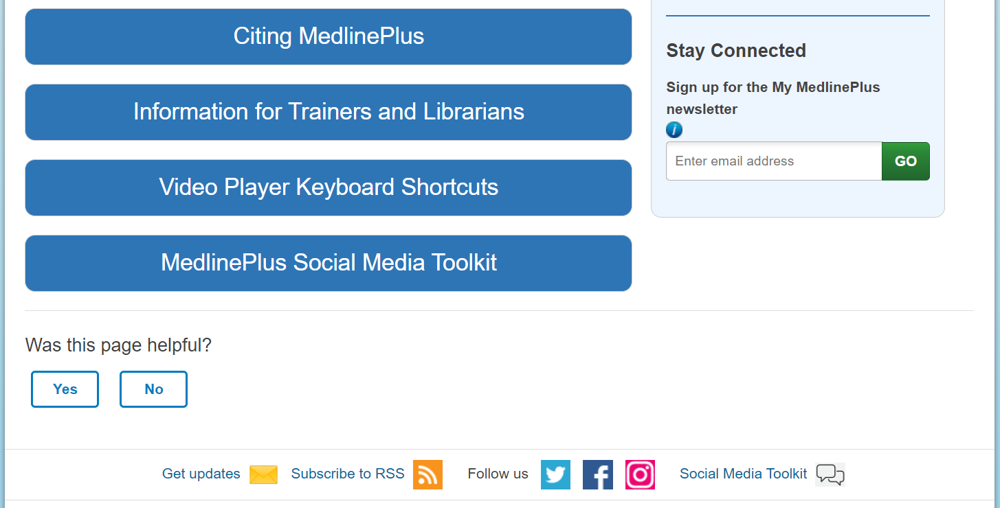 Citing MedlinePlus
Information for Trainers and Librarians
Video Player Keyboard Shortcuts
MedlinePlus Social Media Toolkit
Stay Connected
Sign up for the My MedlinePlus
newsletter
i
Enter email address GO
Was this page helpful?
Yes No
Get updates Subscribe to RSS Follow us Social Media Toolkit